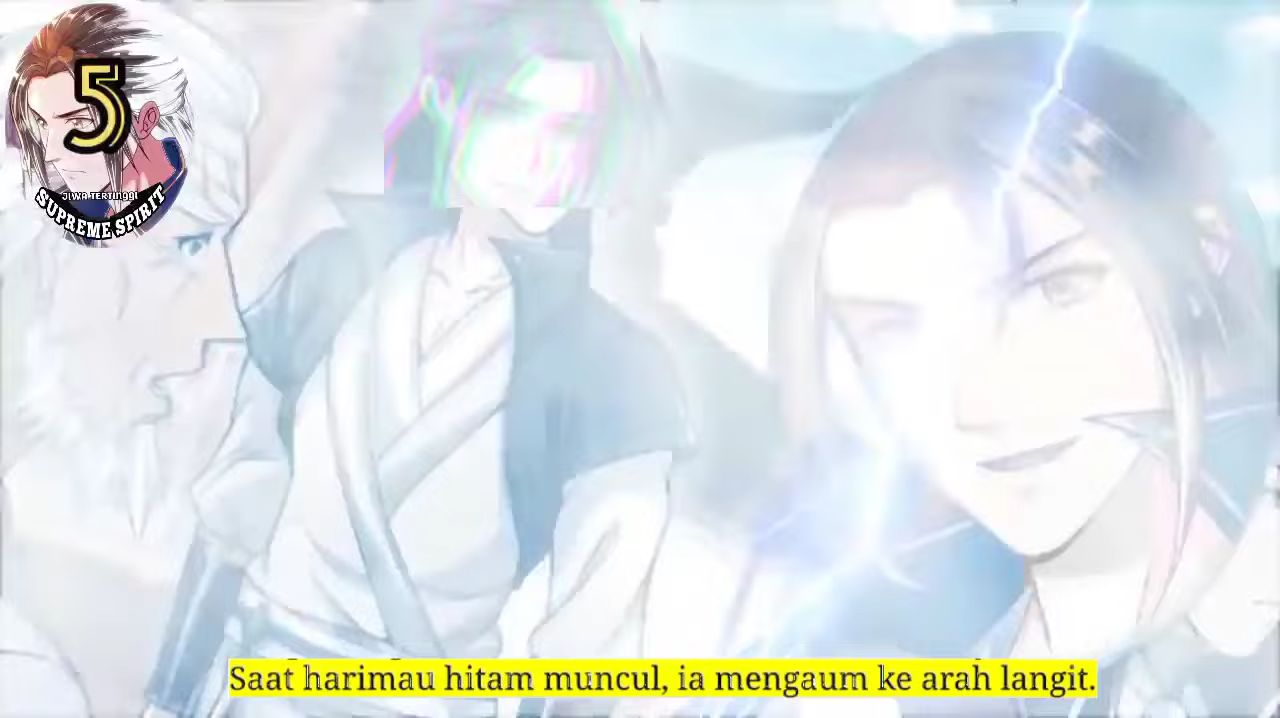 5
JIWA TERTINGGI
SUPREME SPIRIT
Saat harimau hitam muncul, ia mengaum ke arah langit.